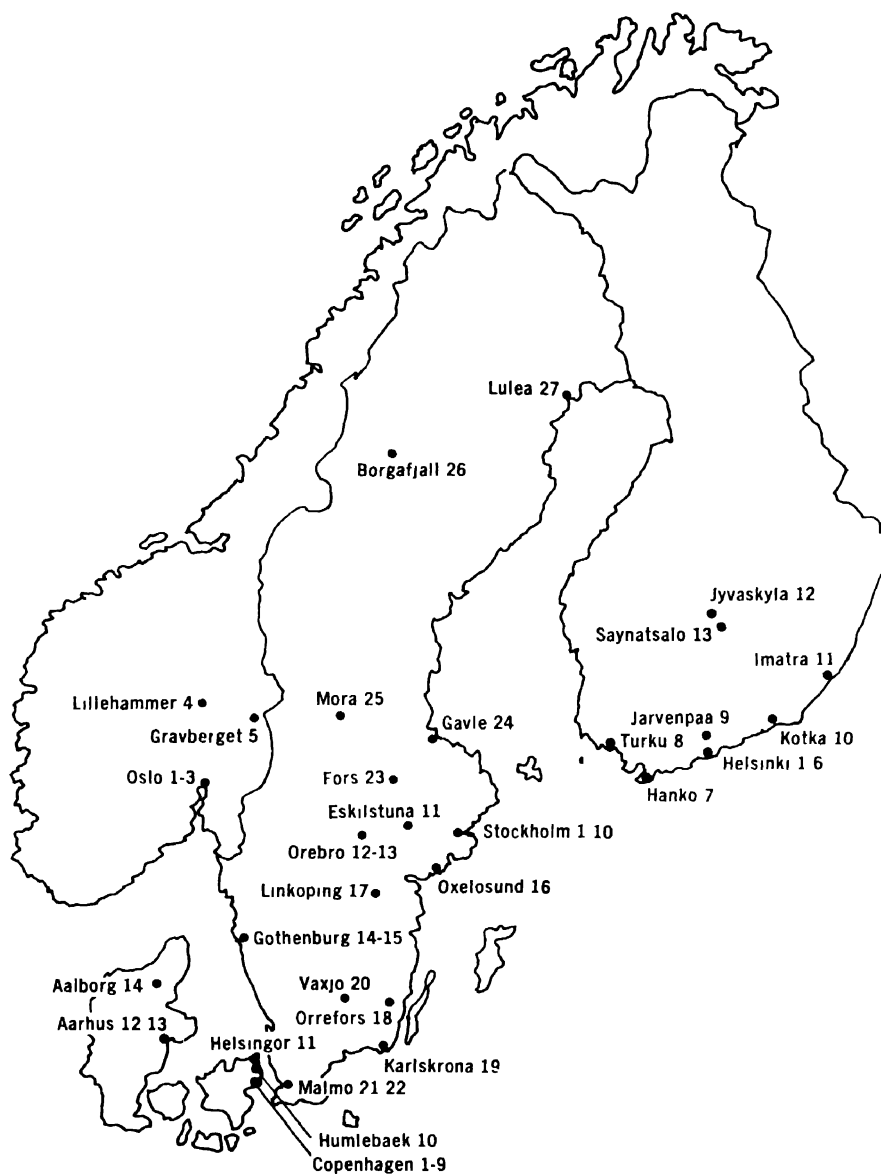 Lulea 27
Borgafjall 26
Jyvaskyla 12
Saynatsalo 13
Imatra 11
Lillehammer 4
Mora 25
Gravberget 5
Gavle 24
Jarvenpaa 9
Turku 8
Kotka 10
Helsinki 1 6
Oslo 1-3
Fors 23
Hanko 7
Eskilstuna 11
Stockholm 1 10
Orebro 12-13
Oxelosund 16
Linkoping 17
Gothenburg 14-15
Aalborg 14
Vaxjo 20
Orrefors 18
Aarhus 12 13
Helsingor 11
Karlskrona 19
Malmo 21 22
Humlebaek 10
Copenhagen 1-9